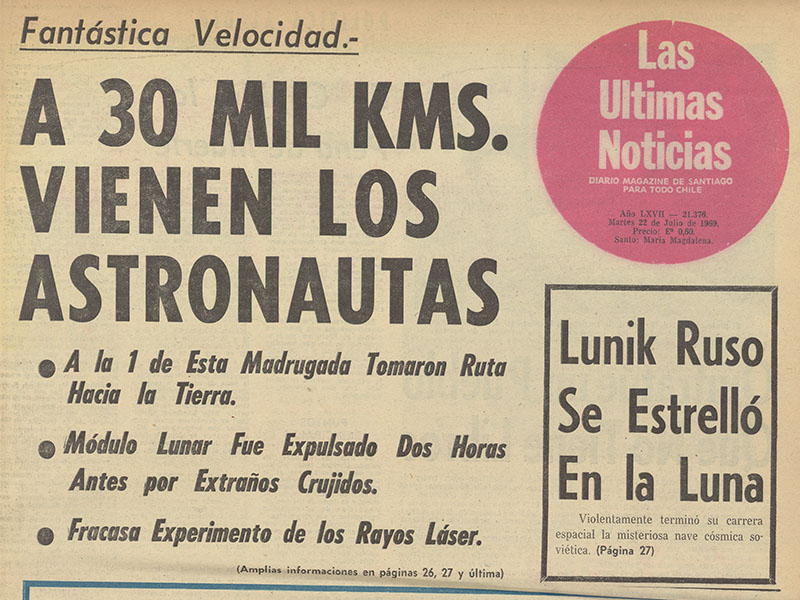 Fantástica Velocidad.-
A 30 MIL KMS.
VIENEN LOS
ASTRONAUTAS
● A la 1 de Esta Madrugada Tomaron Ruta
Hacia la Tierra.
● Módulo Lunar Fue Expulsado Dos Horas
Antes por Extraños Crujidos.
● Fracasa Experimento de los Rayos Láser.
(Amplias informaciones en páginas 26, 27 y última)
Las
Ultimas
Noticias
DIARIO MAGAZINE DE SANTIAGO
PARA TODO CHILE
Año LXVII — 21.376.
Martes 22 de Julio de 1969.
Precio: Eº 0,60.
Santo: María Magdalena.
Lunik Ruso
Se Estrelló
En la Luna
Violentamente terminó su carrera
espacial la misteriosa nave cósmica so-
viética. (Página 27)